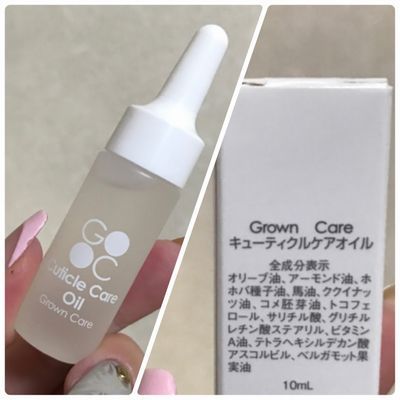 GO
OC
Cuticle Care
Oil
Grown Care
Grown Care
キューティクルケアオイル
全成分表示
オリーブ油、アーモンド油、ホ
ホバ種子油、馬油、ククイナッ
ツ油、コメ胚芽油、トコフェ
ロール、サリチル酸、グリチル
レチン酸ステアリル、ビタミン
A油、テトラヘキシルデカン酸
アスコルビル、ベルガモット果
実油
10mL